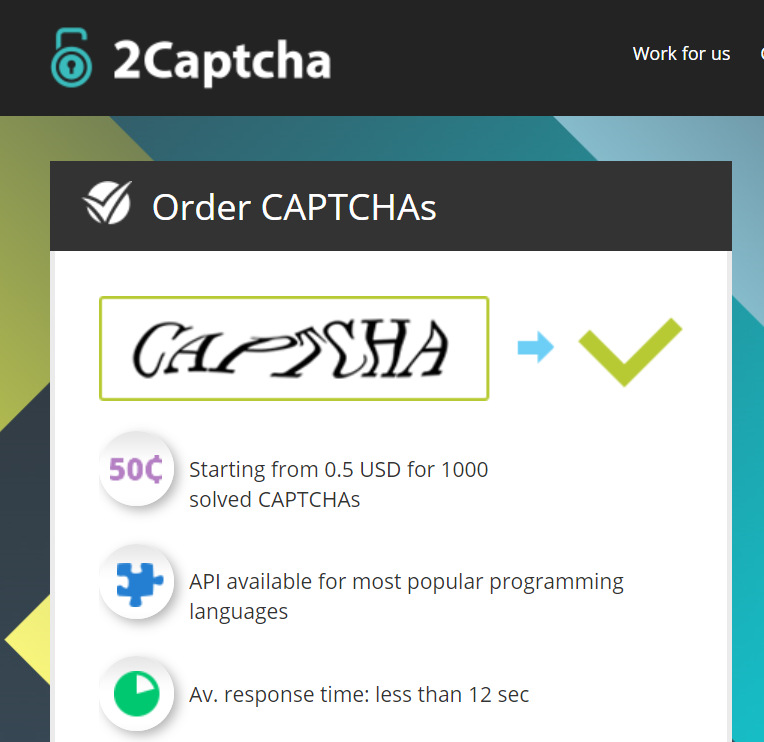 2Captcha
Work for us
Order CAPTCHAs
CAPTCHA
50¢
Starting from 0.5 USD for 1000
solved CAPTCHAs
API available for most popular programming
languages
Av. response time: less than 12 sec